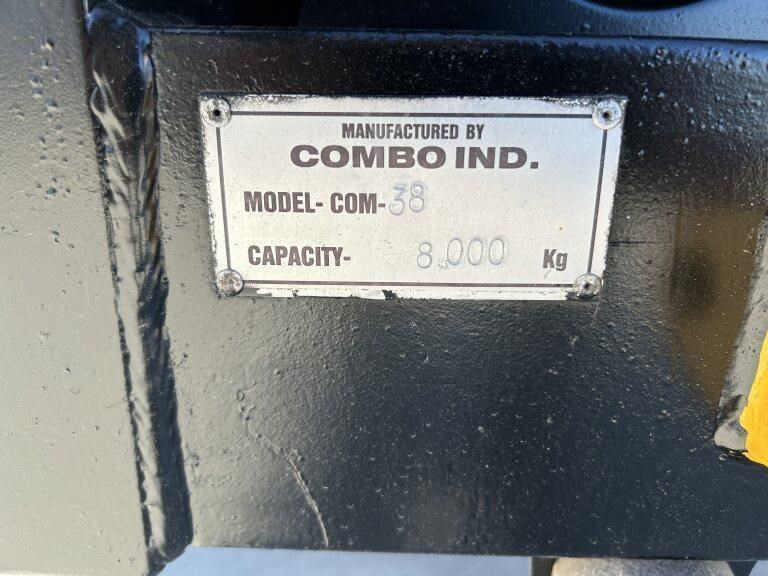 MANUFACTURED BY
COMBO IND.
MODEL- COM-38
CAPACITY- 8,000 Kg